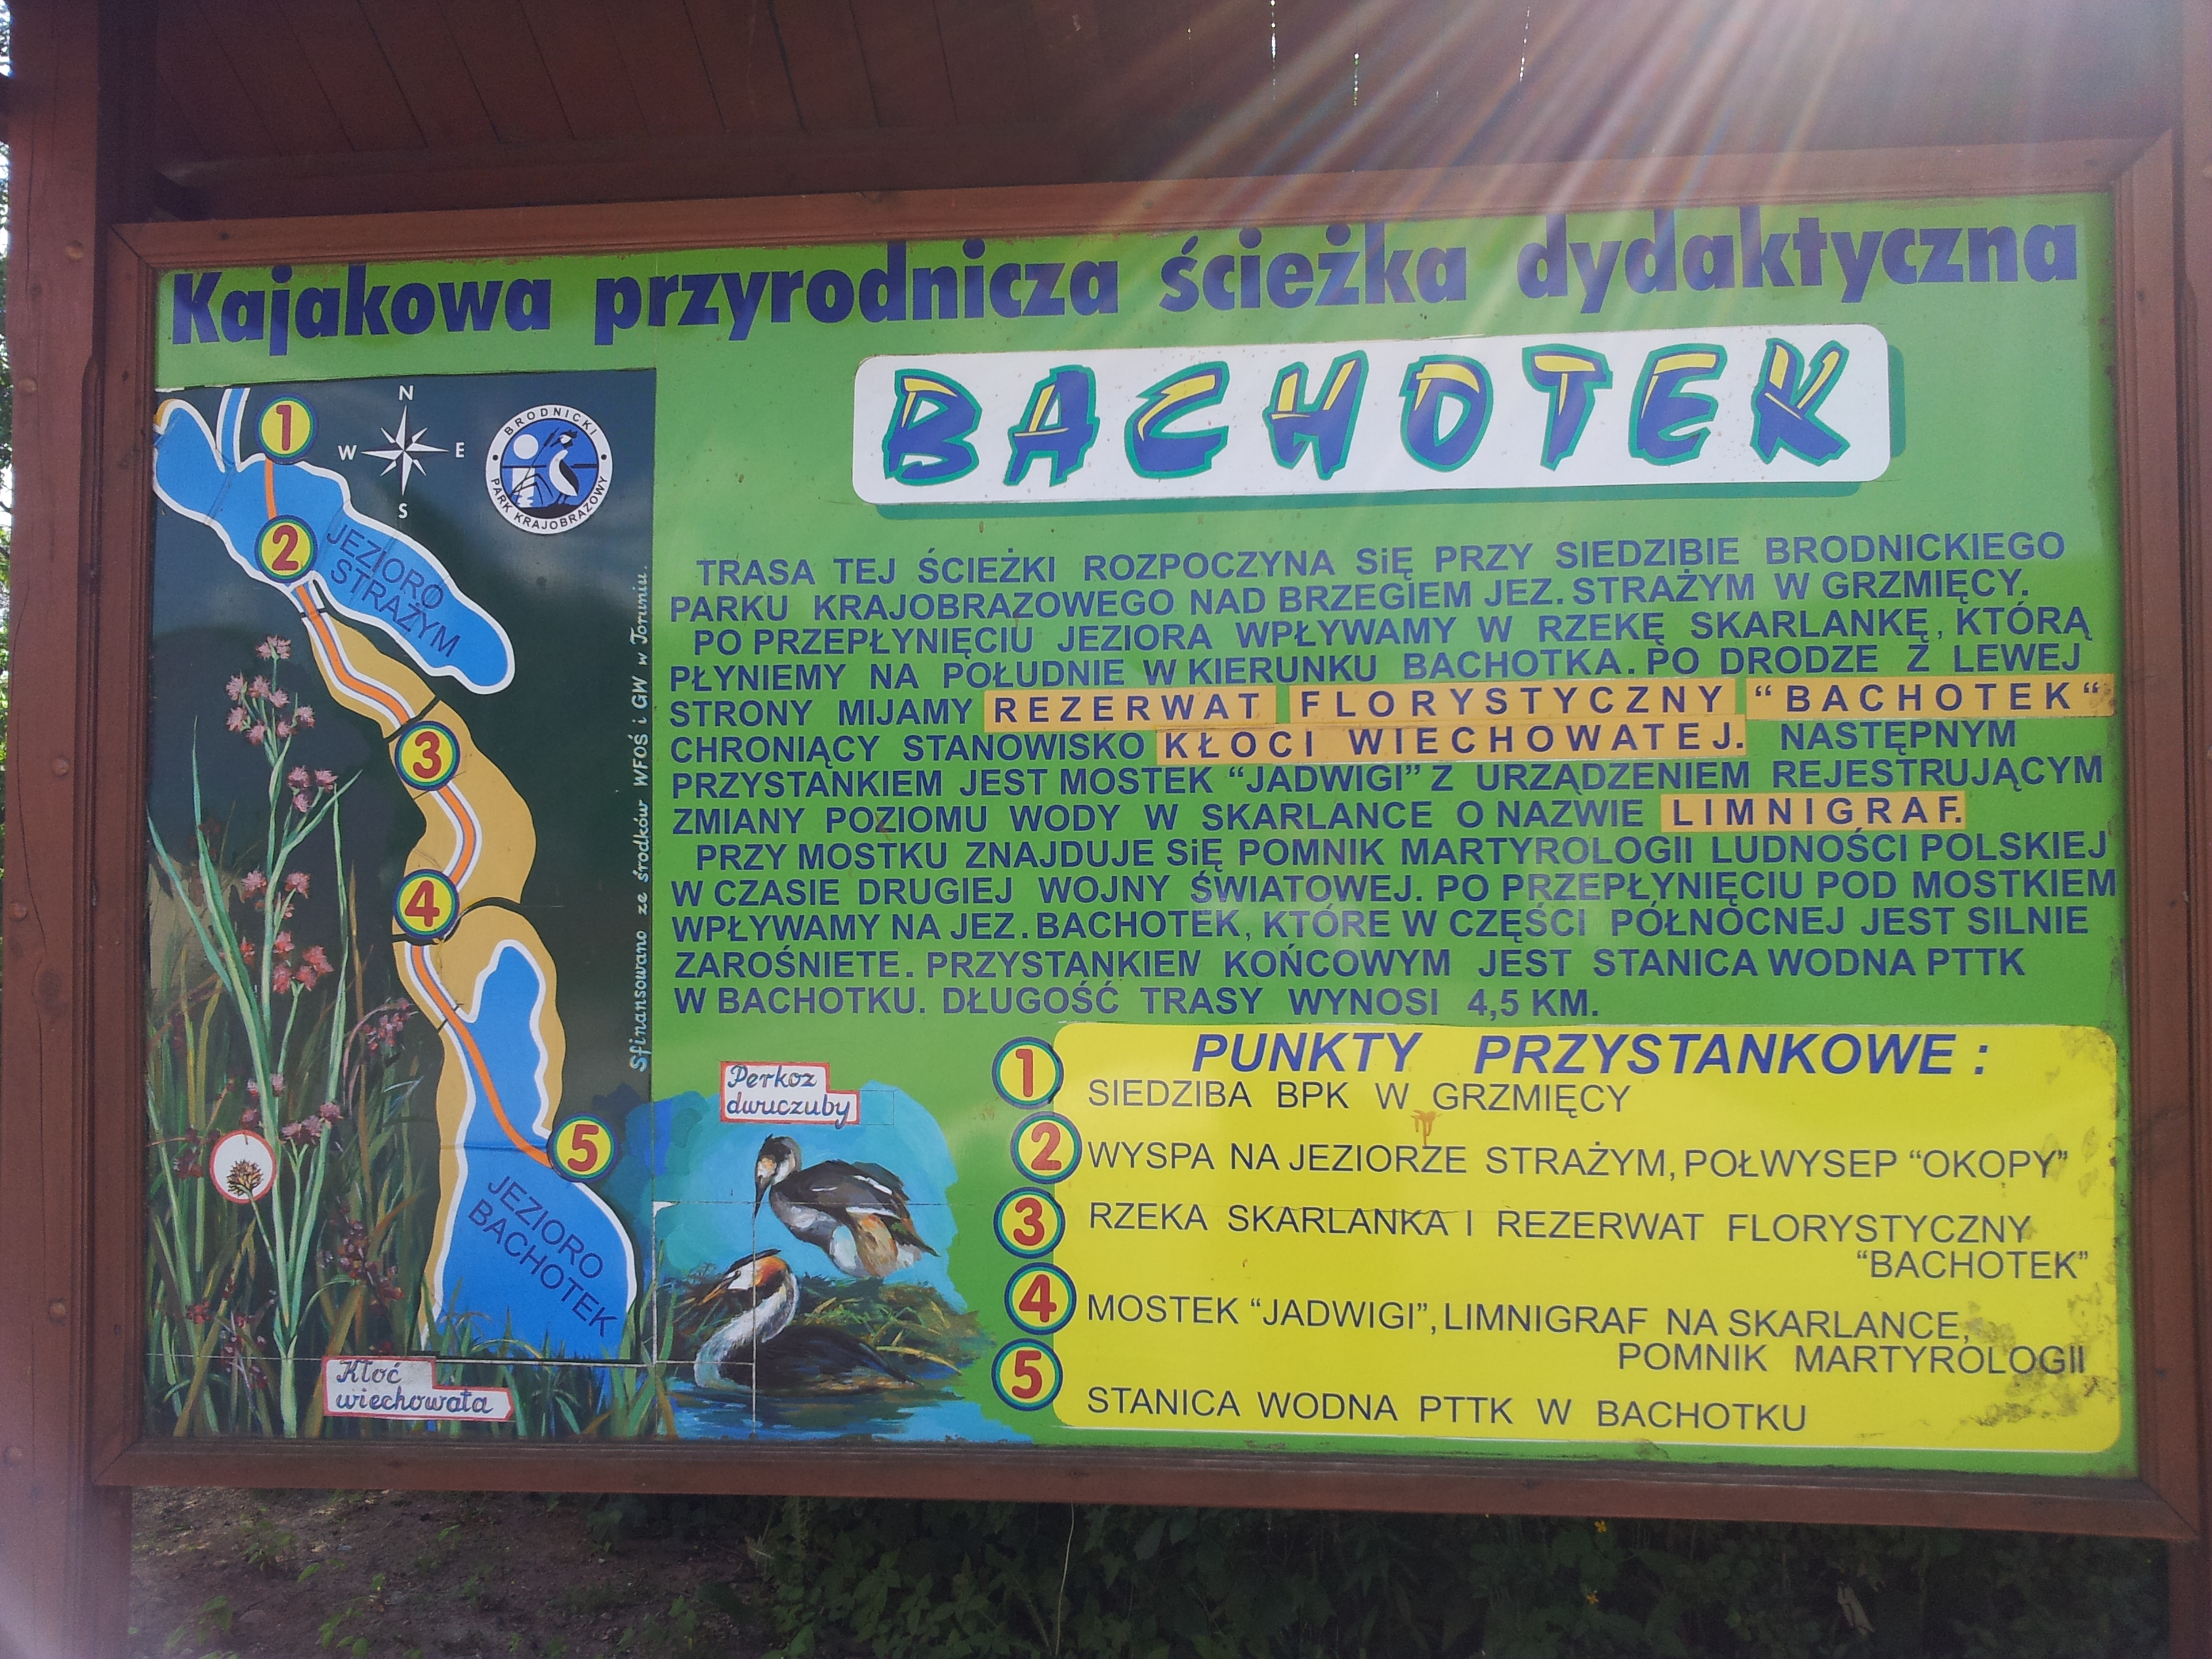 Kajakowa przyrodnicza ścieżka dydaktyczna
BACHOTEK
1
N
W E
S
BRODNICKI
PARK KRAJOBRAZOWY
2
JEZIORO
STRAŻYM
3
4
5
JEZIORO
BACHOTEK
Sfinansowano ze środków WFOŚ i GW w Toruniu.
Kłoć
wiechowata
Perkoz
dwuczuby
TRASA TEJ ŚCIEŻKI ROZPOCZYNA SiĘ PRZY SIEDZIBIE BRODNICKIEGO
PARKU KRAJOBRAZOWEGO NAD BRZEGIEM JEZ. STRAŻYM W GRZMIĘCY.
PO PRZEPŁYNIĘCIU JEZIORA WPŁYWAMY W RZEKĘ SKARLANKĘ, KTÓRĄ
PŁYNIEMY NA POŁUDNIE W KIERUNKU BACHOTKA. PO DRODZE Z LEWEJ
STRONY MIJAMY REZERWAT FLORYSTYCZNY “BACHOTEK“
CHRONIĄCY STANOWISKO KŁOCI WIECHOWATEJ. NASTĘPNYM
PRZYSTANKIEM JEST MOSTEK “JADWIGI” Z URZĄDZENIEM REJESTRUJĄCYM
ZMIANY POZIOMU WODY W SKARLANCE O NAZWIE LIMNIGRAF.
PRZY MOSTKU ZNAJDUJE SiĘ POMNIK MARTYROLOGII LUDNOŚCI POLSKIEJ
W CZASIE DRUGIEJ WOJNY ŚWIATOWEJ. PO PRZEPŁYNIĘCIU POD MOSTKIEM
WPŁYWAMY NA JEZ. BACHOTEK, KTÓRE W CZĘŚCI PÓŁNOCNEJ JEST SILNIE
ZAROŚNIETE. PRZYSTANKIEM KOŃCOWYM JEST STANICA WODNA PTTK
W BACHOTKU. DŁUGOŚĆ TRASY WYNOSI 4,5 KM.
PUNKTY PRZYSTANKOWE :
1 SIEDZIBA BPK W GRZMIĘCY
2 WYSPA NA JEZIORZE STRAŻYM, POŁWYSEP “OKOPY”
3 RZEKA SKARLANKA I REZERWAT FLORYSTYCZNY
“BACHOTEK”
4 MOSTEK “JADWIGI”, LIMNIGRAF NA SKARLANCE,
POMNIK MARTYROLOGII
5 STANICA WODNA PTTK W BACHOTKU